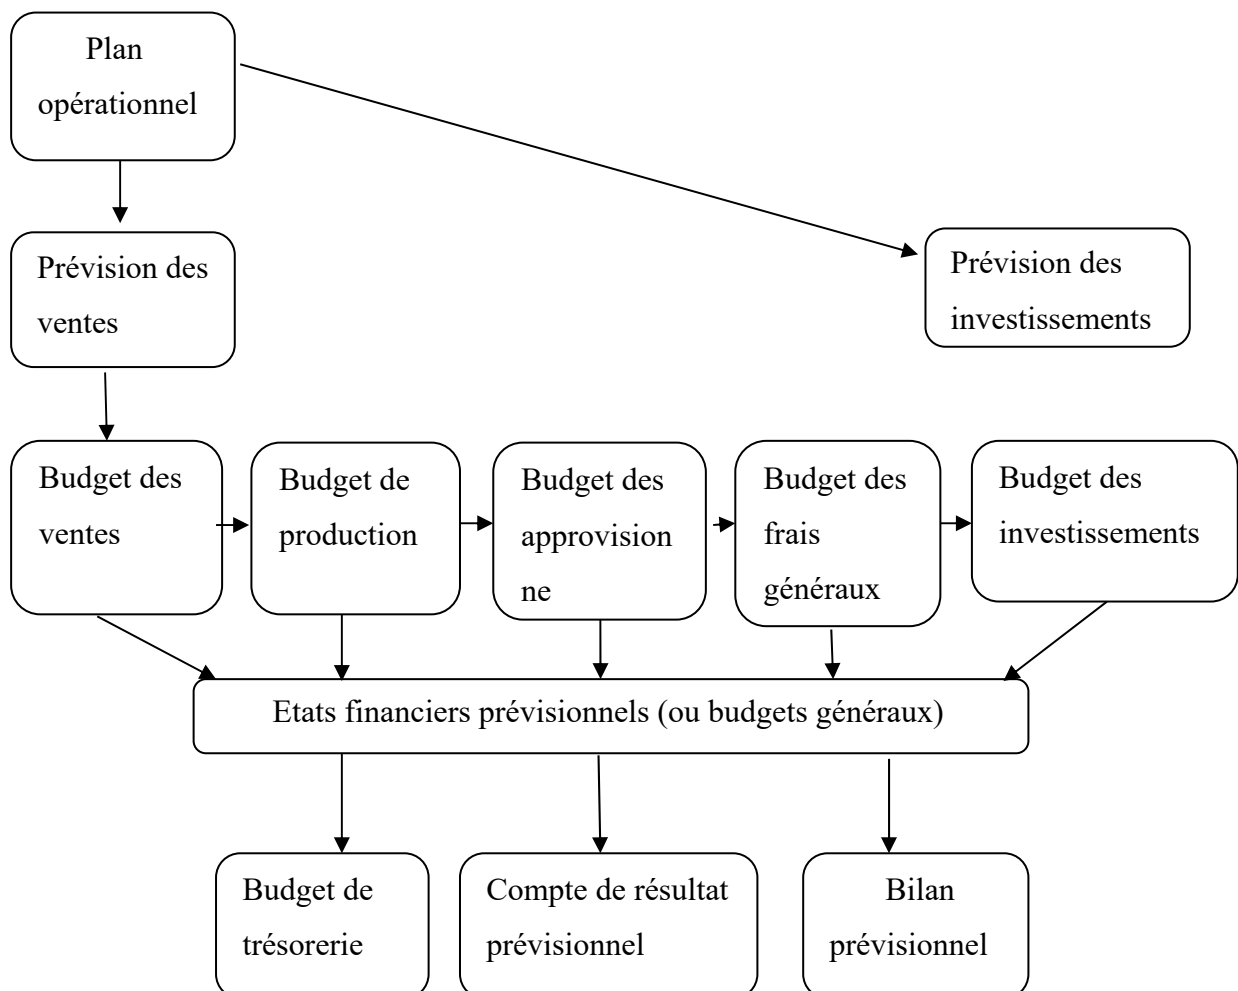 Plan
opérationnel
Prévision des
ventes
Prévision des
investissements
Budget des
ventes
Budget de
production
Budget des
approvision
ne
Budget des
frais
généraux
Budget des
investissements
Etats financiers prévisionnels (ou budgets généraux)
Budget de
trésorerie
Compte de résultat
prévisionnel
Bilan
prévisionnel